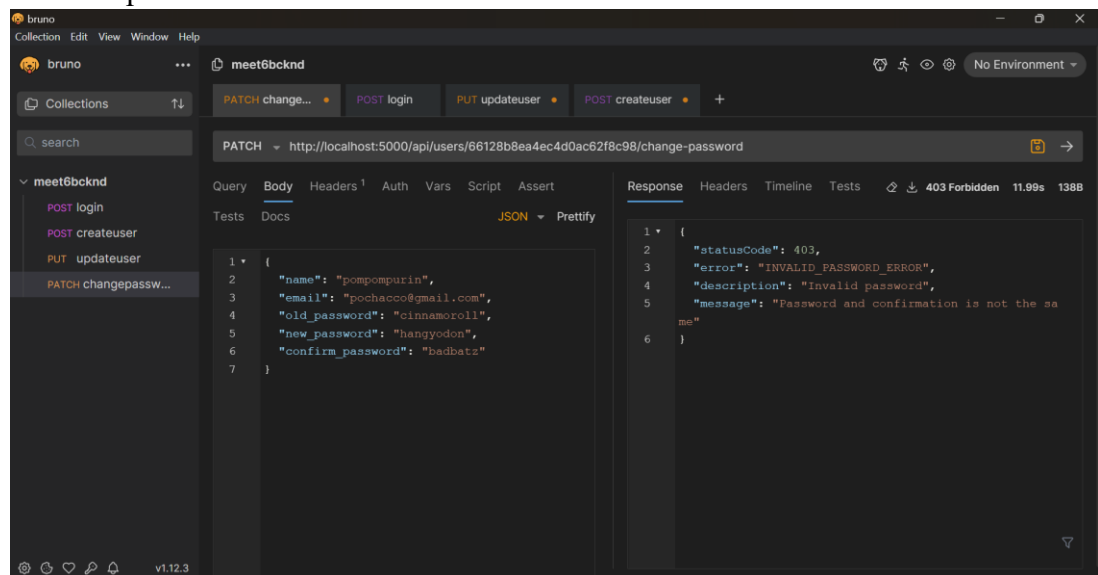 bruno
Collection Edit View Window Help
bruno ...
meet6bcknd
No Environment
Collections
PATCH change... POST login PUT updateuser POST createuser +
search
PATCH http://localhost:5000/api/users/66128b8ea4ec4d0ac62f8c98/change-password
meet6bcknd
POST login
POST createuser
PUT updateuser
PATCH changepassw...
Query Body Headers 1 Auth Vars Script Assert
Tests Docs
JSON Prettify
1 {
2 "name": "pompompurin",
3 "email": "pochacco@gmail.com",
4 "old_password": "cinnamoroll",
5 "new_password": "hangyodon",
6 "confirm_password": "badbatz"
7 }
Response Headers Timeline Tests 403 Forbidden 11.99s 138B
1 {
2 "statusCode": 403,
3 "error": "INVALID_PASSWORD_ERROR",
4 "description": "Invalid password",
5 "message": "Password and confirmation is not the sa
me"
6 }
v1.12.3